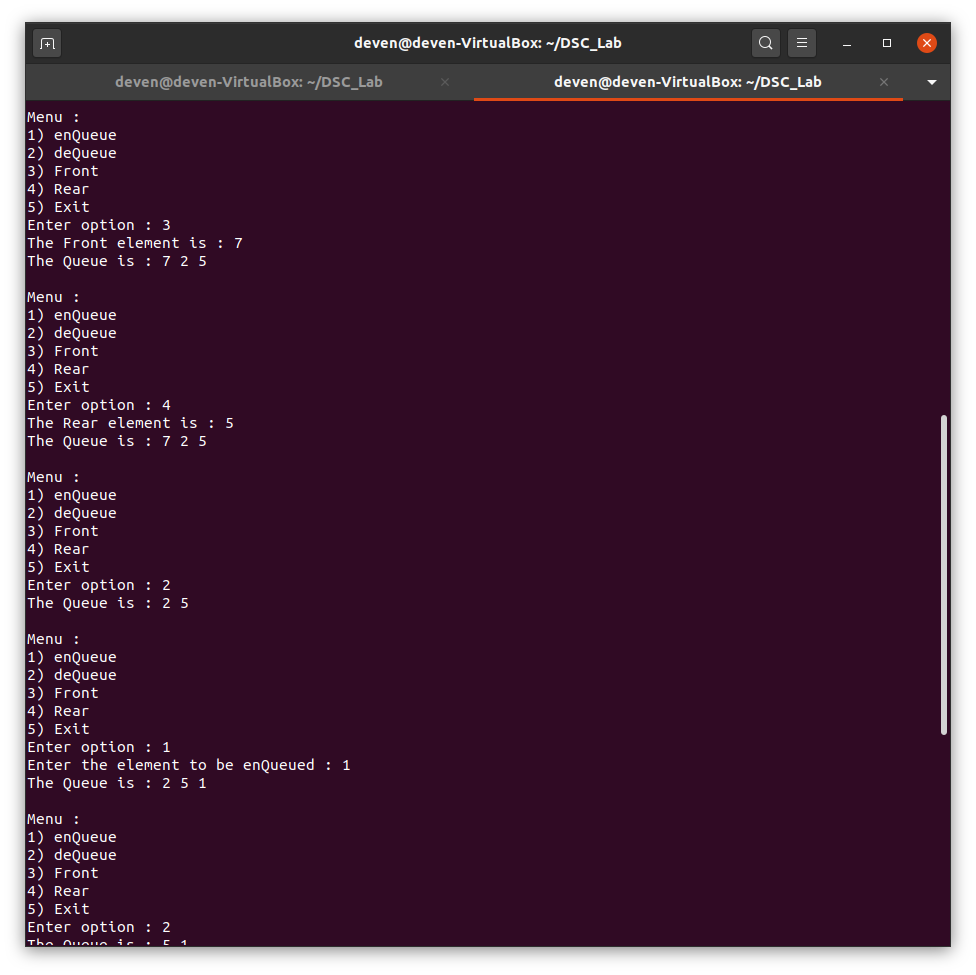 deven@deven-VirtualBox: ~/DSC_Lab
deven@deven-VirtualBox: ~/DSC_Lab
deven@deven-VirtualBox: ~/DSC_Lab
Menu :
1) enQueue
2) deQueue
3) Front
4) Rear
5) Exit
Enter option : 3
The Front element is : 7
The Queue is : 7 2 5
Menu :
1) enQueue
2) deQueue
3) Front
4) Rear
5) Exit
Enter option : 4
The Rear element is : 5
The Queue is : 7 2 5
Menu :
1) enQueue
2) deQueue
3) Front
4) Rear
5) Exit
Enter option : 2
The Queue is : 2 5
Menu :
1) enQueue
2) deQueue
3) Front
4) Rear
5) Exit
Enter option : 1
Enter the element to be enQueued : 1
The Queue is : 2 5 1
Menu :
1) enQueue
2) deQueue
3) Front
4) Rear
5) Exit
Enter option : 2
The Queue is : 5 1